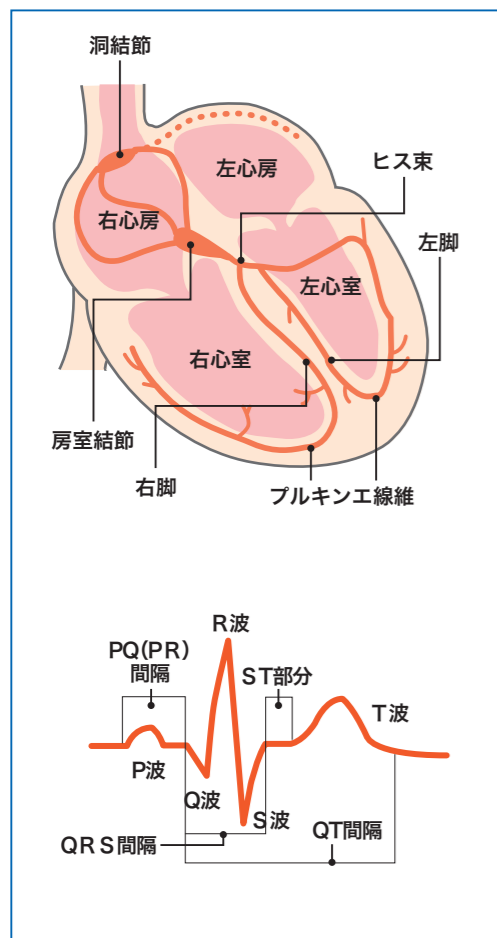 洞結節
左心房
ヒス束
右心房
左脚
左心室
右心室
房室結節
右脚
プルキンエ線維
R波
PQ(PR)
間隔
ST部分
T波
P波
Q波
S波
QRS間隔
QT間隔